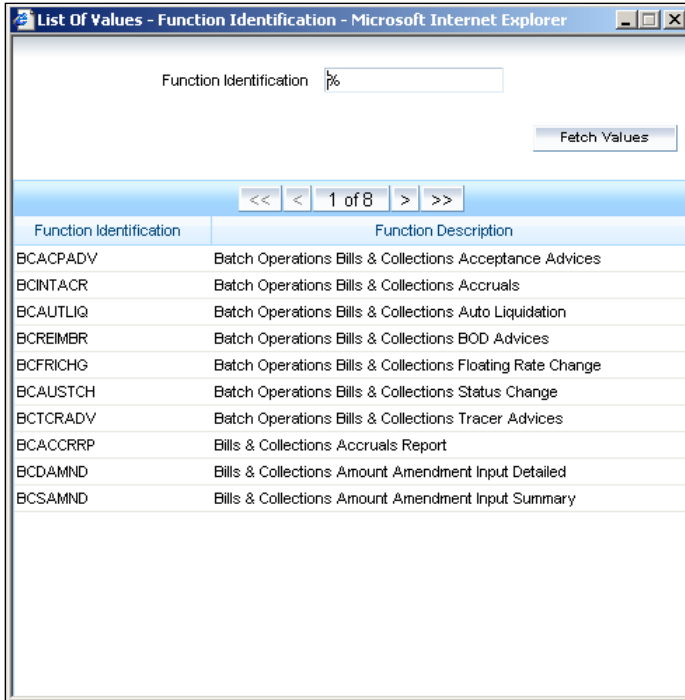 List Of Values - Function Identification - Microsoft Internet Explorer
Function Identification %
Fetch Values
<< < 1 of 8 > >>
Function Identification Function Description
BCACPADV Batch Operations Bills & Collections Acceptance Advices
BCINTACR Batch Operations Bills & Collections Accruals
BCAUTLIQ Batch Operations Bills & Collections Auto Liquidation
BCREIMBR Batch Operations Bills & Collections BOD Advices
BCFRICHG Batch Operations Bills & Collections Floating Rate Change
BCAUSTCH Batch Operations Bills & Collections Status Change
BCTCRADV Batch Operations Bills & Collections Tracer Advices
BCACCRRP Bills & Collections Accruals Report
BCDAMND Bills & Collections Amount Amendment Input Detailed
BCSAMND Bills & Collections Amount Amendment Input Summary